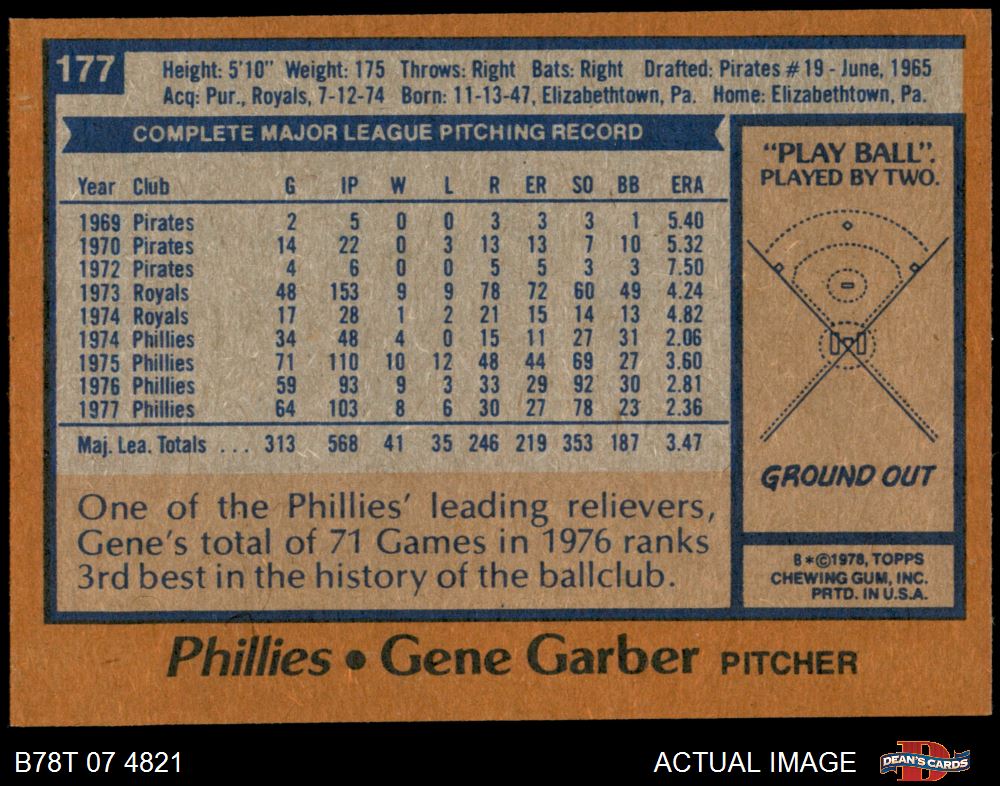 177
Height: 5'10" Weight: 175 Throws: Right Bats: Right Drafted: Pirates #19 - June, 1965
Acq: Pur., Royals, 7-12-74 Born: 11-13-47, Elizabethtown, Pa. Home: Elizabethtown, Pa.
COMPLETE MAJOR LEAGUE PITCHING RECORD
Year Club G IP W L R ER SO BB ERA
1969 Pirates 2 5 0 0 3 3 3 1 5.40
1970 Pirates 14 22 0 3 13 13 7 10 5.32
1972 Pirates 4 6 0 0 5 5 3 3 7.50
1973 Royals 48 153 9 9 78 72 60 49 4.24
1974 Royals 17 28 1 2 21 15 14 13 4.82
1974 Phillies 34 48 4 0 15 11 27 31 2.06
1975 Phillies 71 110 10 12 48 44 69 27 3.60
1976 Phillies 59 93 9 3 33 29 92 30 2.81
1977 Phillies 64 103 8 6 30 27 78 23 2.36
Maj. Lea. Totals . . . 313 568 41 35 246 219 353 187 3.47
One of the Phillies' leading relievers,
Gene's total of 71 Games in 1976 ranks
3rd best in the history of the ballclub.
"PLAY BALL".
PLAYED BY TWO.
GROUND OUT
B*©1978, TOPPS
CHEWING GUM, INC.
PRTD. IN U.S.A.
Phillies • Gene Garber PITCHER
B78T 07 4821
ACTUAL IMAGE
D
DEAN'S CARDS